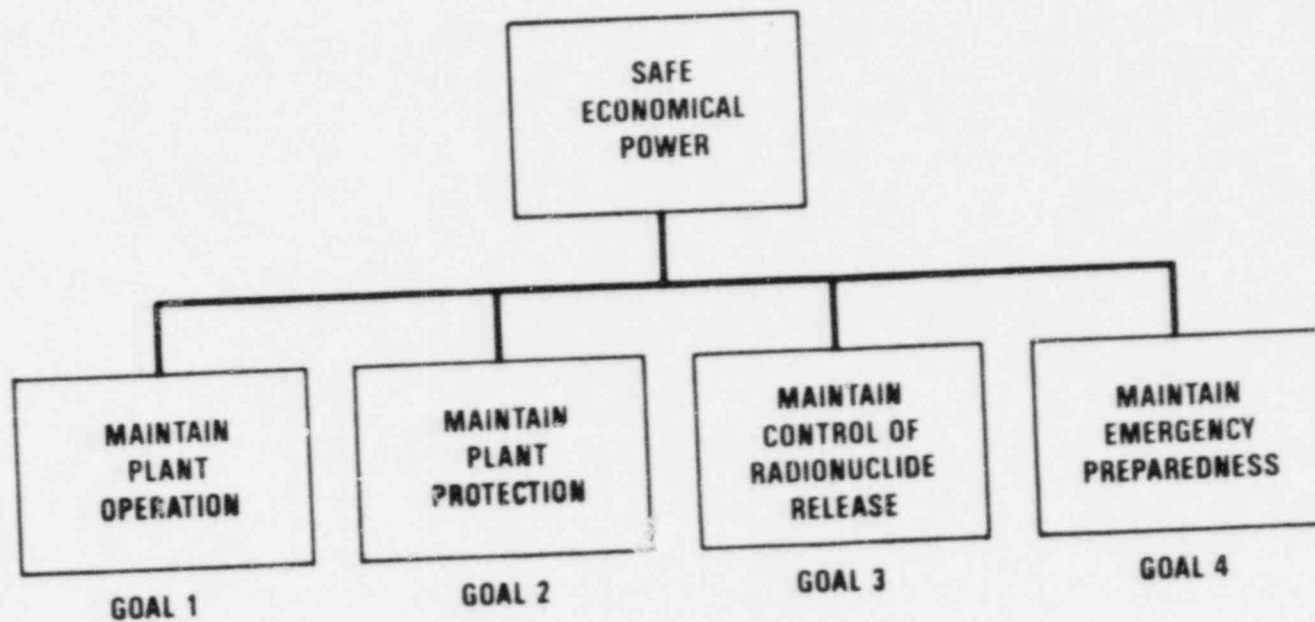 SAFE
ECONOMICAL
POWER
MAINTAIN
PLANT
OPERATION
GOAL 1
MAINTAIN
PLANT
PROTECTION
GOAL 2
MAINTAIN
CONTROL OF
RADIONUCLIDE
RELEASE
GOAL 3
MAINTAIN
EMERGENCY
PREPAREDNESS
GOAL 4